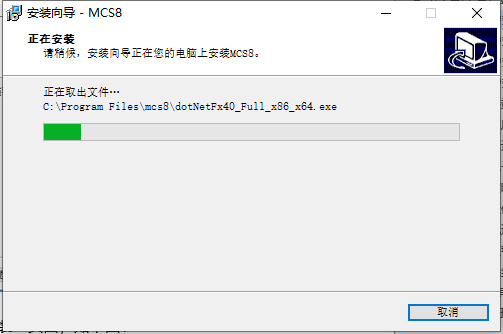 安装向导 - MCS8
正在安装
请稍候，安装向导正在您的电脑上安装MCS8。
正在取出文件…
C:\Program Files\mcs8\dotNetFx40_Full_x86_x64.exe
取消